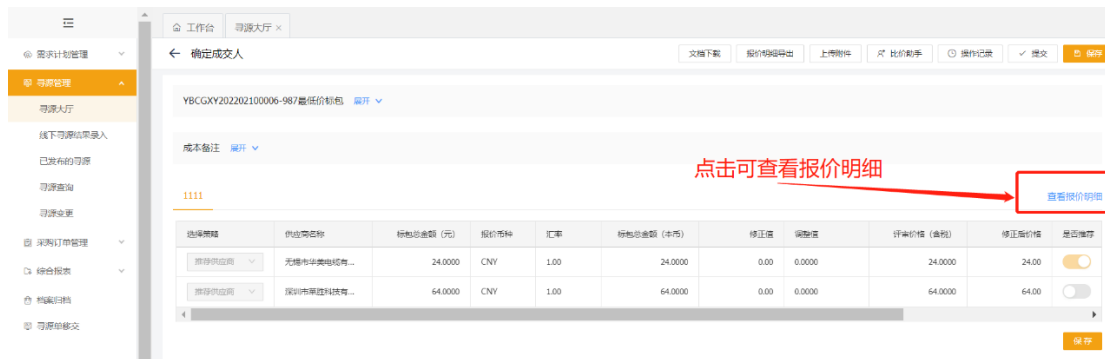 工作台 寻源大厅 ×
需求计划管理
← 确定成交人 文档下载 报价明细导出 上传附件 比价助手 操作记录 提交 保存
寻源管理
YBCGXY202202100006-987最低价标包 展开
寻源大厅
线下寻源结果录入
成本备注 展开
已发布的寻源
点击可查看报价明细
寻源查询
1111 查看报价明细
寻源变更
选择策略 供应商名称 标包总金额（元） 报价币种 汇率 标包总金额（本币） 修正值 调整值 评审价格（含税） 修正后价格 是否推荐
采购订单管理
推荐供应商 无锡市华美电缆有... 24.0000 CNY 1.00 24.0000 0.00 0.0000 24.0000 24.00
综合报表
推荐供应商 深圳市莱胜科技有... 64.0000 CNY 1.00 64.0000 0.00 0.0000 64.0000 64.00
档案归档
寻源单移交
保存